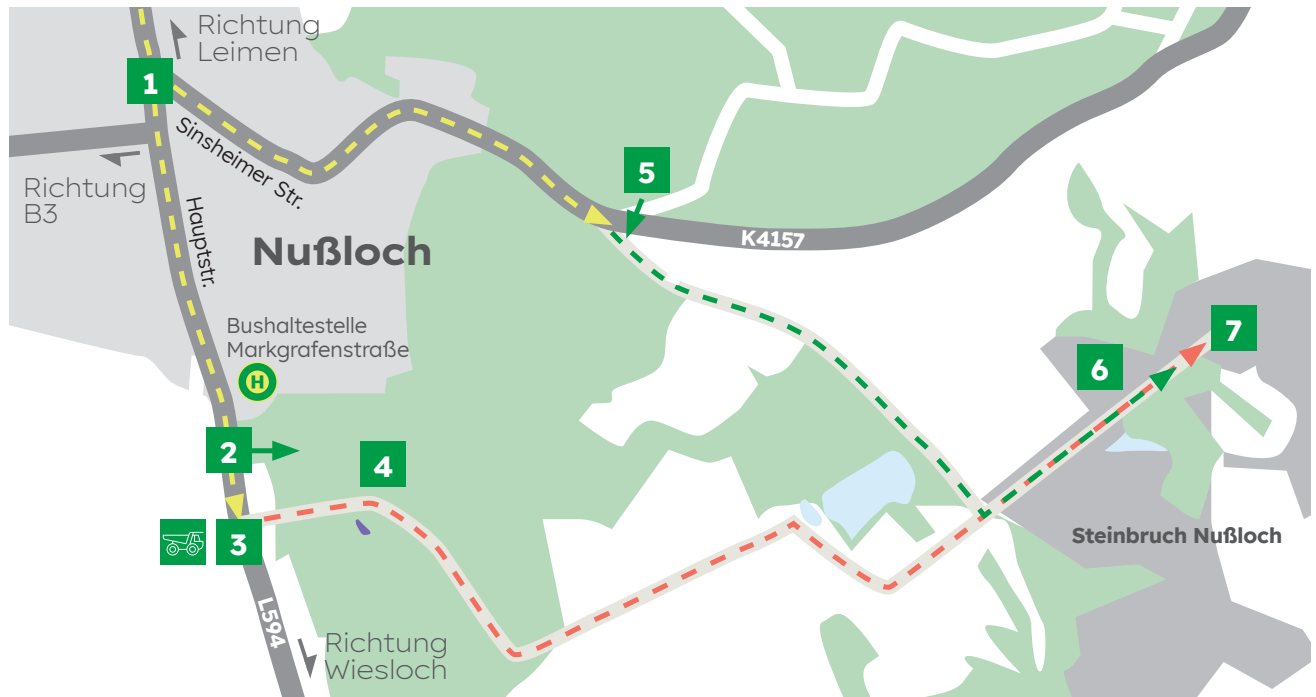 Richtung
Leimen
1
Sinsheimer Str.
Richtung
B3
Hauptstr.
Nußloch
5
K4157
Bushaltestelle
Markgrafenstraße
H
7
6
2
4
3
Steinbruch Nußloch
L594
Richtung
Wiesloch